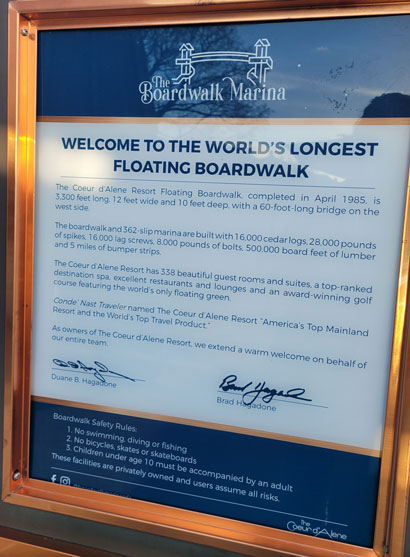 The
Boardwalk Marina
WELCOME TO THE WORLD'S LONGEST
FLOATING BOARDWALK
The Coeur d'Alene Resort Floating Boardwalk, completed in April 1985, is
3,300 feet long, 12 feet wide and 10 feet deep, with a 60-foot-long bridge on the
west side.
The boardwalk and 362-slip marina are built with 16,000 cedar logs, 28,000 pounds
of spikes, 16,000 lag screws, 8,000 pounds of bolts, 500,000 board feet of lumber
and 5 miles of bumper strips.
The Coeur d'Alene Resort has 338 beautiful guest rooms and suites, a top-ranked
destination spa, excellent restaurants and lounges and an award-winning golf
course featuring the world's only floating green.
Conde' Nast Traveler named The Coeur d'Alene Resort "America's Top Mainland
Resort and the World's Top Travel Product."
As owners of The Coeur d'Alene Resort, we extend a warm welcome on behalf of
our entire team.
Duane B. Hagadone
Brad Hagadone
Brad Hagadone
Boardwalk Safety Rules:
1. No swimming, diving or fishing
2. No bicycles, skates or skateboards
3. Children under age 10 must be accompanied by an adult
These facilities are privately owned and users assume all risks.
The
Coeur d'Alene